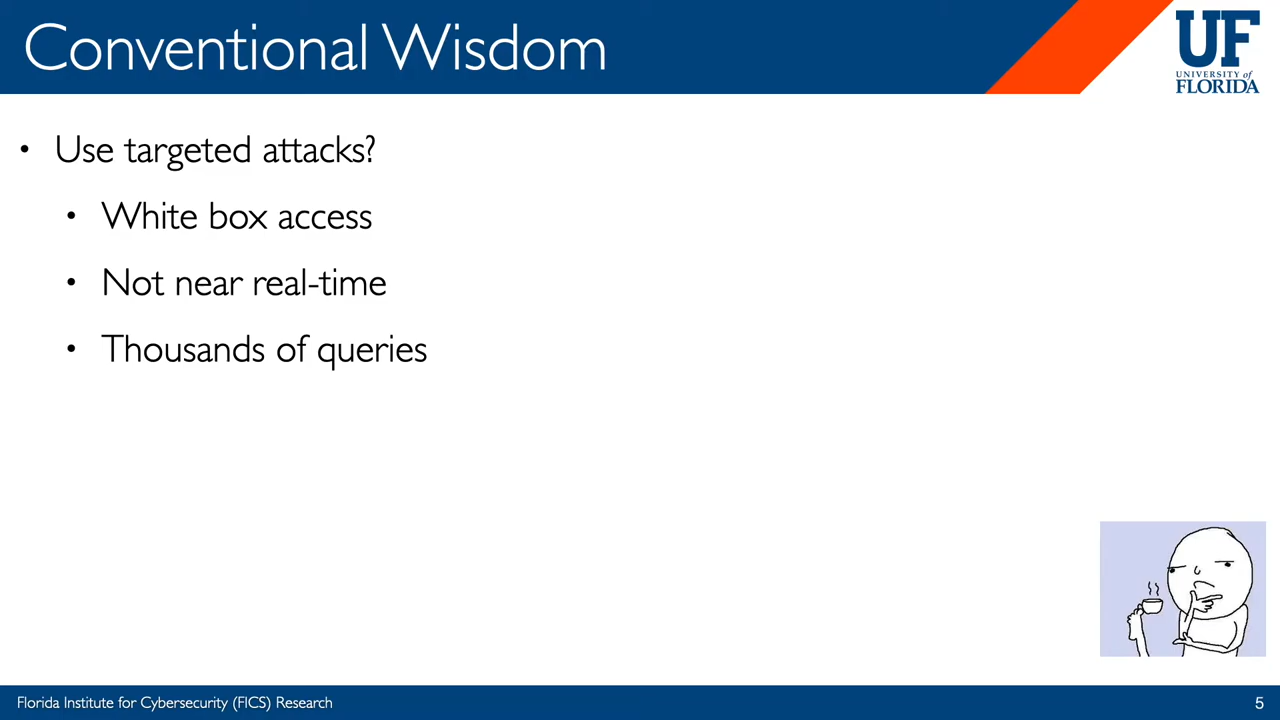 Conventional Wisdom
UF
UNIVERSITY of
FLORIDA
• Use targeted attacks?
• White box access
• Not near real-time
• Thousands of queries
Florida Institute for Cybersecurity (FICS) Research
5